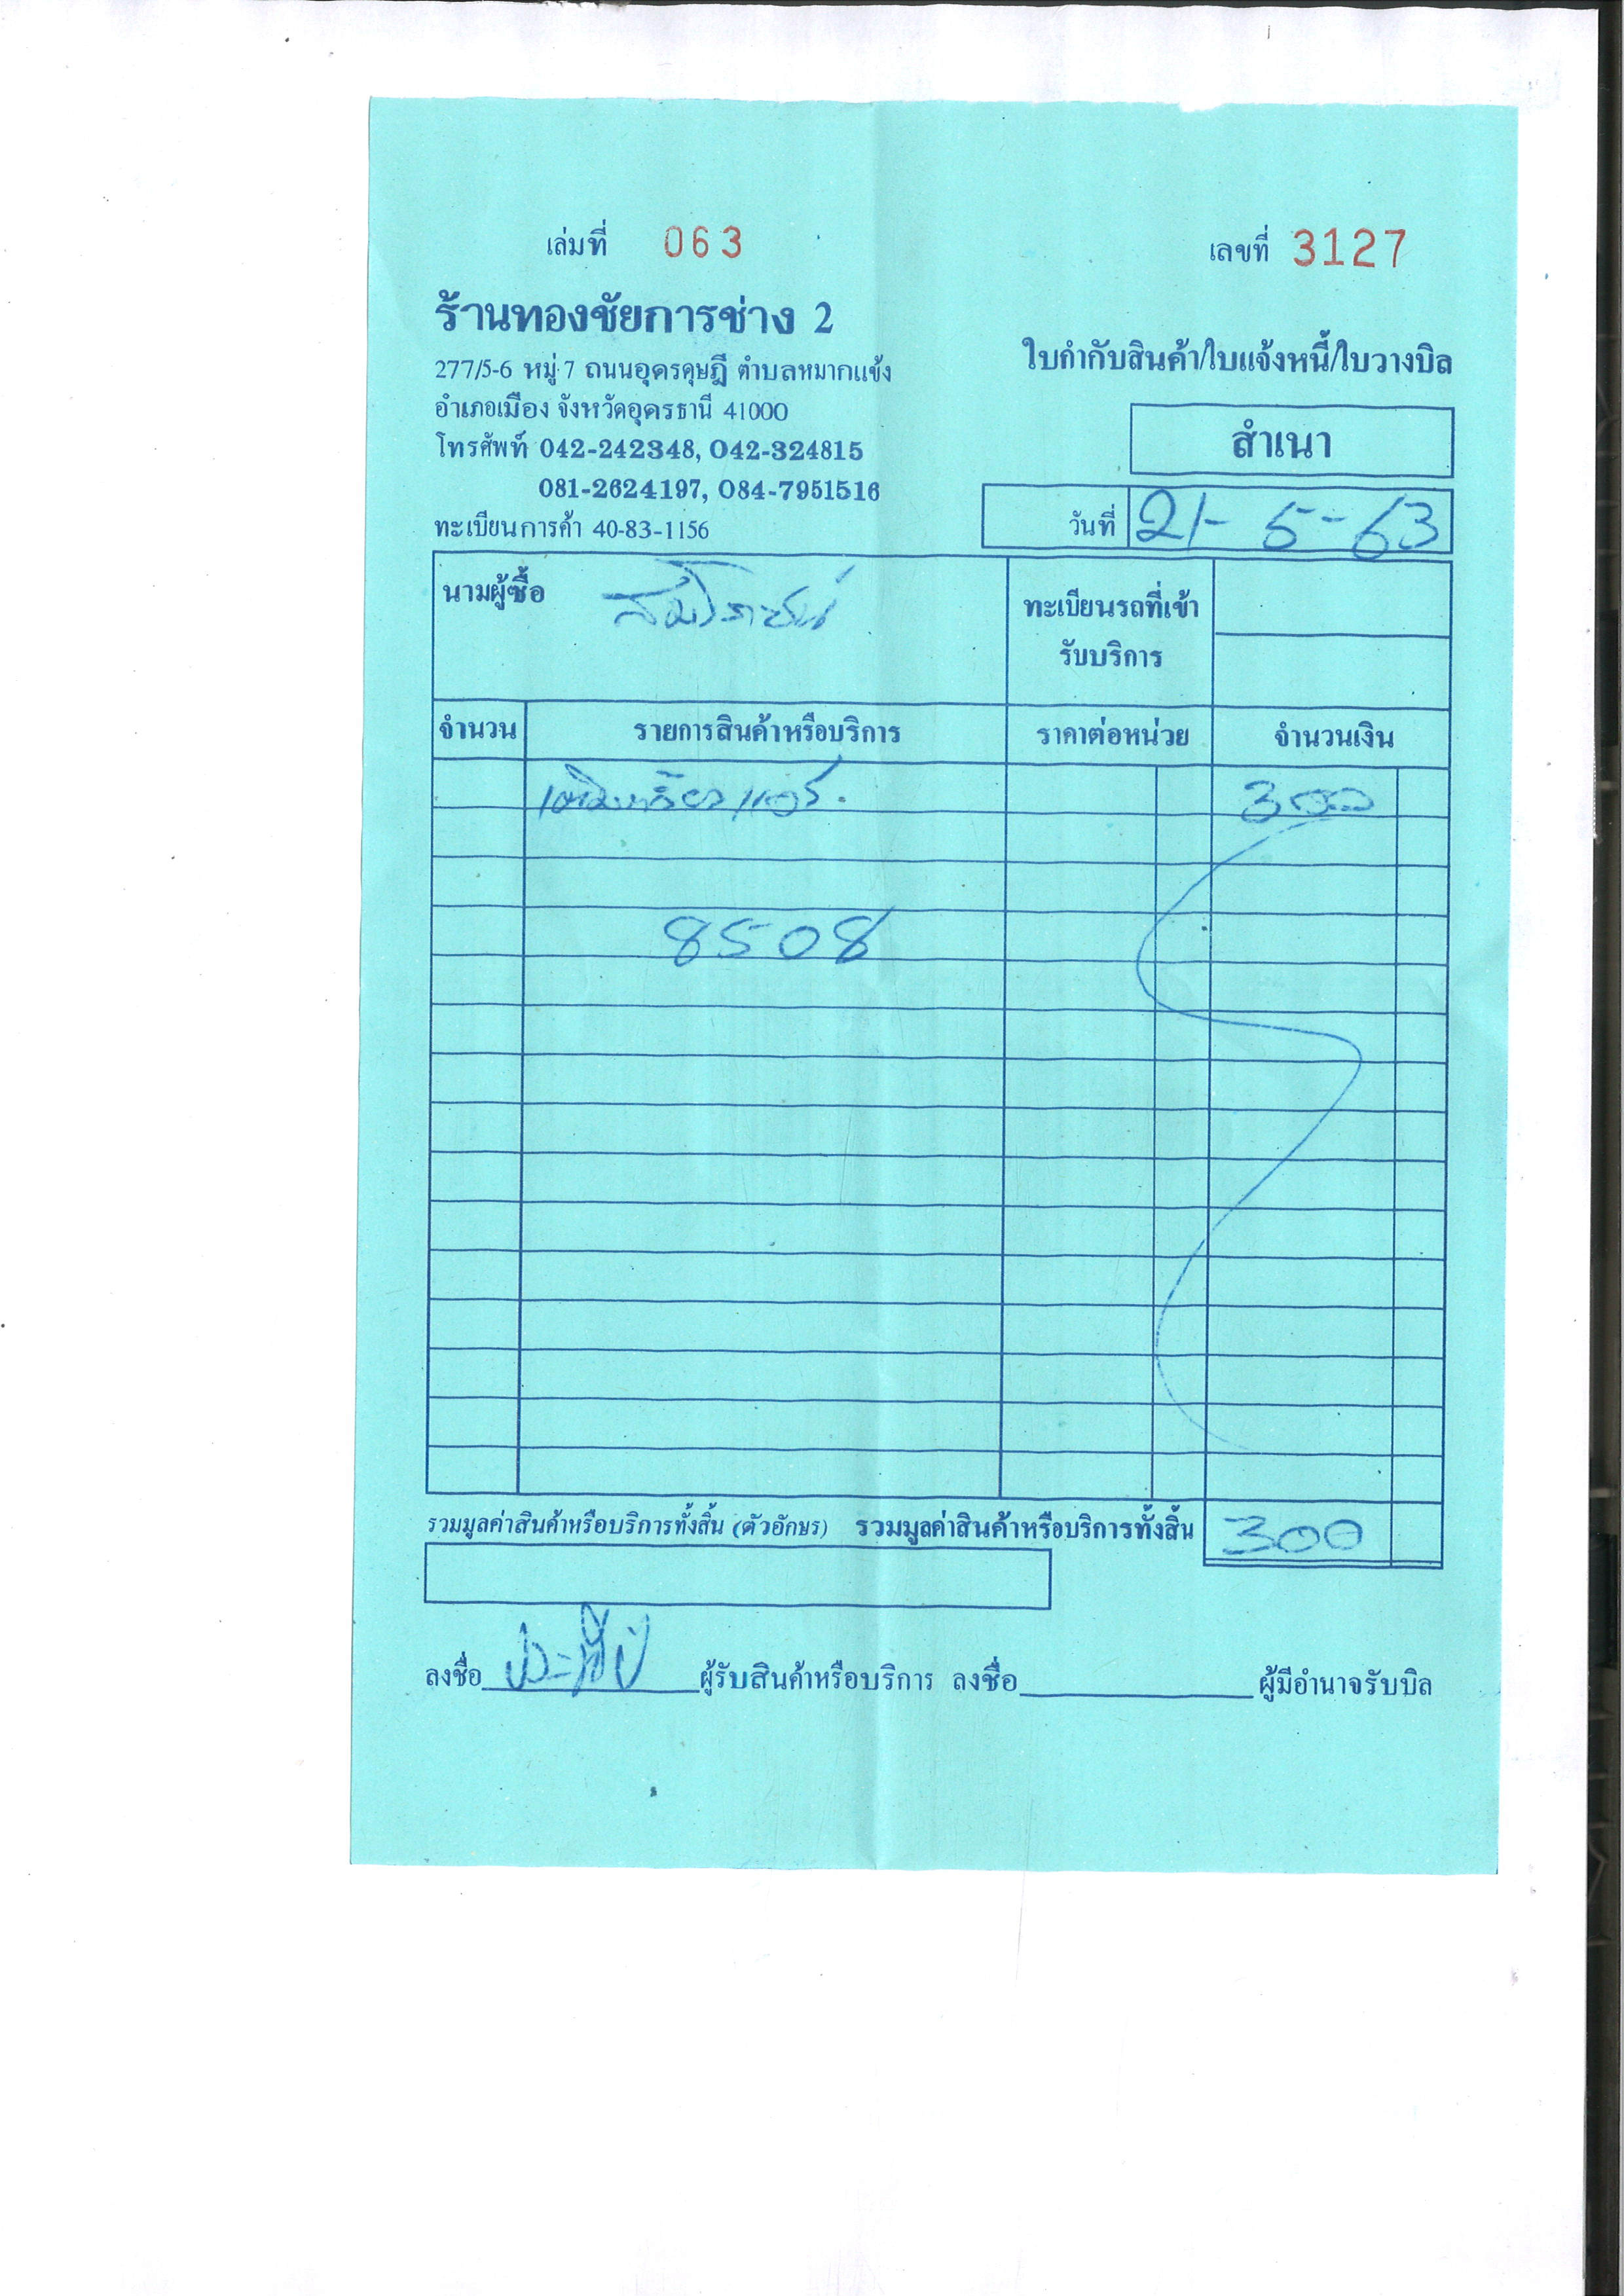 เล่มที่ 063
เลขที่ 3127
ร้านทองชัยการช่าง 2
277/5-6 หมู่ 7 ถนนอุดรดุษฎี ตำบลหมากแข้ง
อำเภอเมือง จังหวัดอุดรธานี 41000
โทรศัพท์ 042-242348, 042-324815
081-2624197, 084-7951516
ทะเบียนการค้า 40-83-1156
ใบกำกับสินค้า/ใบแจ้งหนี้/ใบวางบิล
สำเนา
วันที่ 21-5-63
นามผู้ซื้อ
ทะเบียนรถที่เข้า
รับบริการ
จำนวน รายการสินค้าหรือบริการ ราคาต่อหน่วย จำนวนเงิน
300
8508
รวมมูลค่าสินค้าหรือบริการทั้งสิ้น (ตัวอักษร) รวมมูลค่าสินค้าหรือบริการทั้งสิ้น 300
ลงชื่อ ผู้รับสินค้าหรือบริการ ลงชื่อ ผู้มีอำนาจรับบิล